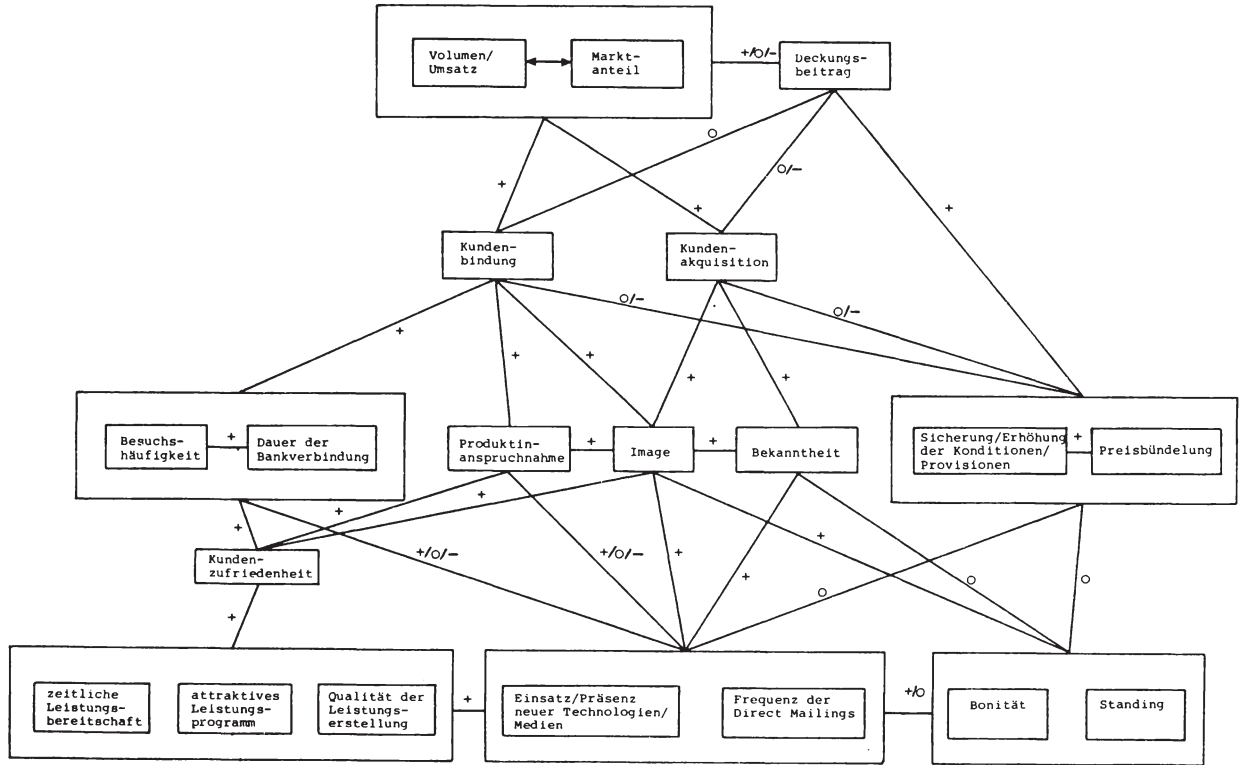 Volumen/
Umsatz
Markt-
anteil
+/O/-
Deckungs-
beitrag
O
O/-
+
+
+
Kunden-
bindung
Kunden-
akquisition
O/-
O/-
+
+
+
+
+
Besuchs-
häufigkeit
+
Dauer der
Bankverbindung
Produktin-
anspruchnahme
+
Image
+
Bekanntheit
Sicherung/Erhöhung
der Konditionen/
Provisionen
+
Preisbündelung
+
+
+
+
Kunden-
zufriedenheit
+/O/-
+/O/-
+
+
O
O
O
+
+
zeitliche
Leistungs-
bereitschaft
attraktives
Leistungs-
programm
Qualität der
Leistungs-
erstellung
+
Einsatz/Präsenz
neuer Technologien/
Medien
Frequenz der
Direct Mailings
+/O
Bonität
Standing